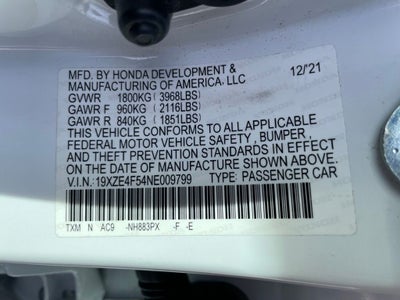 MFD. BY HONDA DEVELOPMENT & 12/21
MANUFACTURING OF AMERICA, LLC
GVWR 1800KG (3968LBS)
GAWR F 960KG (2116LBS)
GAWR R 840KG (1851LBS)
THIS VEHICLE CONFORMS TO ALL APPLICABLE
FEDERAL MOTOR VEHICLE SAFETY, BUMPER,
AND THEFT PREVENTION STANDARDS IN EFFECT
ON THE DATE OF MANUFACTURE SHOWN ABOVE.
V.I.N.: 19XZE4F54NE009799 TYPE: PASSENGER CAR
TXM N AC9 -NH883PX -F -E